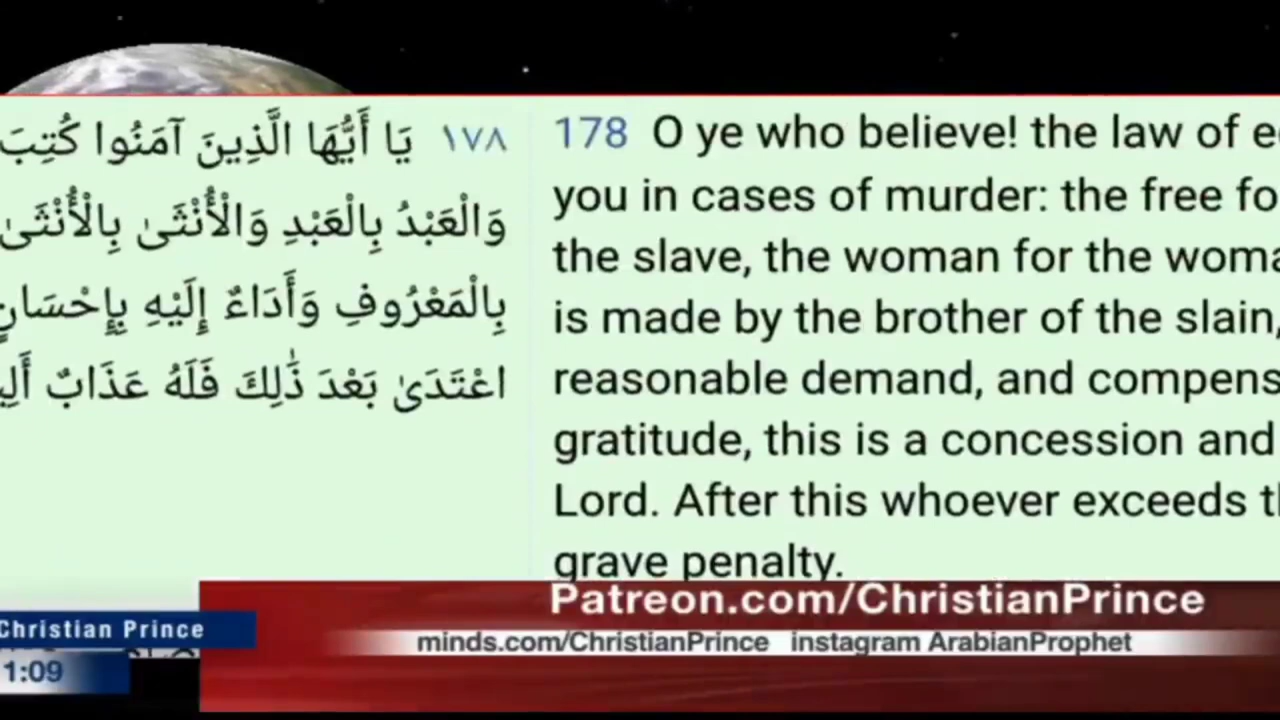 ١٧٨ يَا أَيُّهَا الَّذِينَ آمَنُوا كُتِبَ
وَالْعَبْدُ بِالْعَبْدِ وَالْأُنْثَىٰ بِالْأُنْثَىٰ
بِالْمَعْرُوفِ وَأَدَاءٌ إِلَيْهِ بِإِحْسَانٍ
اعْتَدَىٰ بَعْدَ ذَٰلِكَ فَلَهُ عَذَابٌ
178 O ye who believe! the law of
you in cases of murder: the free
the slave, the woman for the
is made by the brother of the slain,
reasonable demand, and
gratitude, this is a concession and
Lord. After this whoever exceeds
grave penalty.
Patreon.com/ChristianPrince
minds.com/ChristianPrince instagram ArabianProphet
Christian Prince
1:09